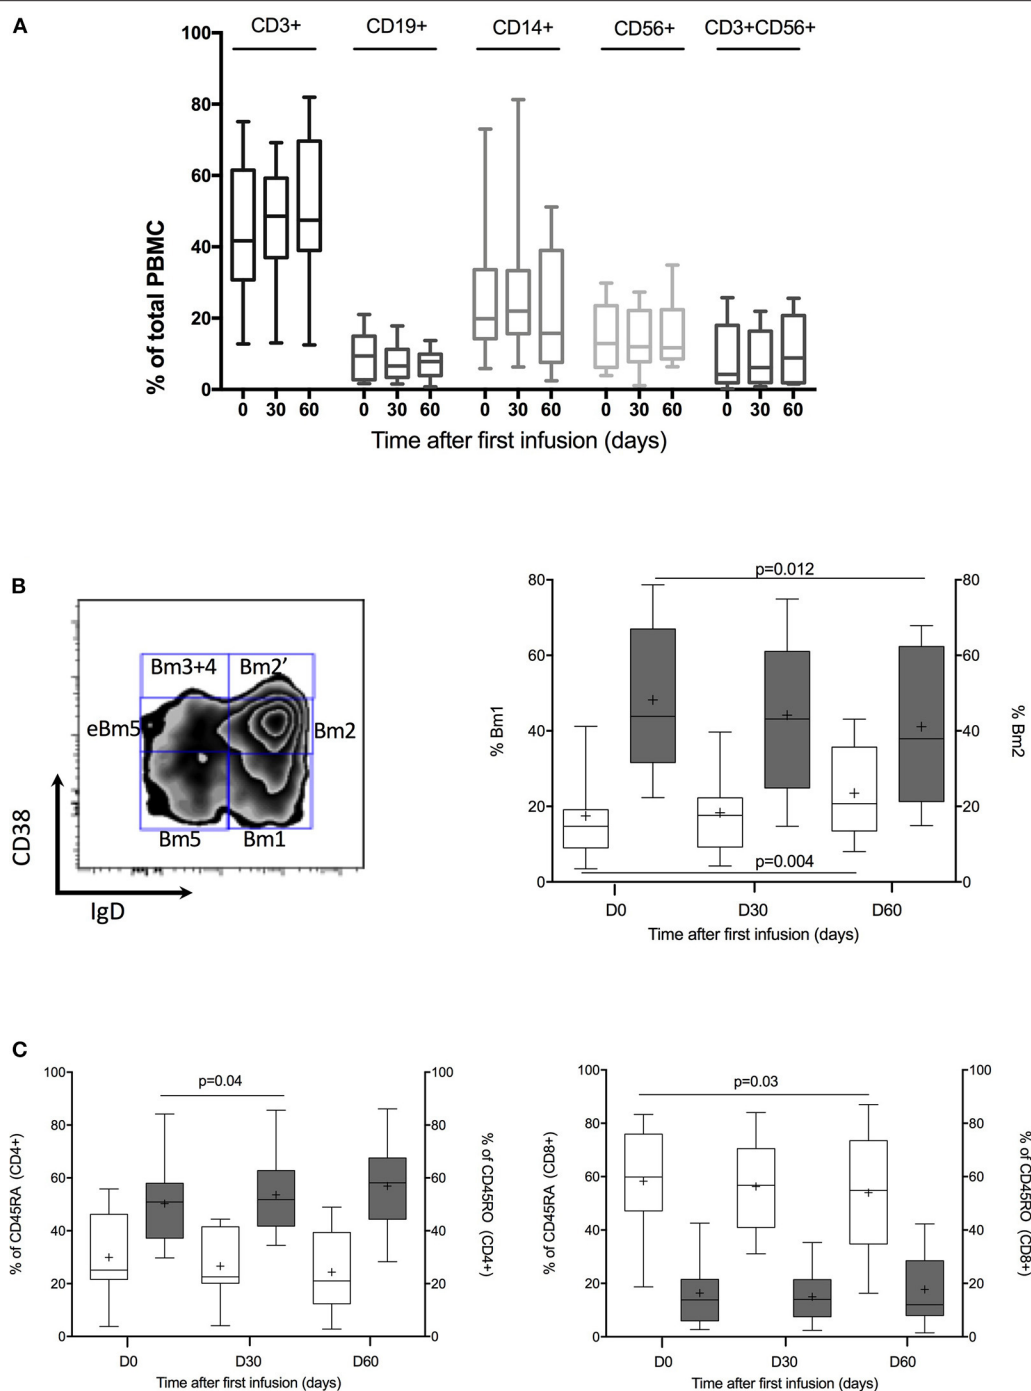 A
CD3+ CD19+ CD14+ CD56+ CD3+CD56+
100
80
60
40
20
0
% of total PBMC
0 30 60 0 30 60 0 30 60 0 30 60 0 30 60
Time after first infusion (days)
B
Bm3+4 Bm2’
eBm5 Bm2
Bm5 Bm1
CD38
IgD
p=0.012
80 80
60 60
40 40
20 20
0 0
% Bm1
% Bm2
p=0.004
D0 D30 D60
Time after first infusion (days)
C
p=0.04
100 100
80 80
60 60
40 40
20 20
0 0
% of CD45RA (CD4+)
% of CD45RO (CD4+)
D0 D30 D60
Time after first infusion (days)
p=0.03
100 100
80 80
60 60
40 40
20 20
0 0
% of CD45RA (CD8+)
% of CD45RO (CD8+)
D0 D30 D60
Time after first infusion (days)